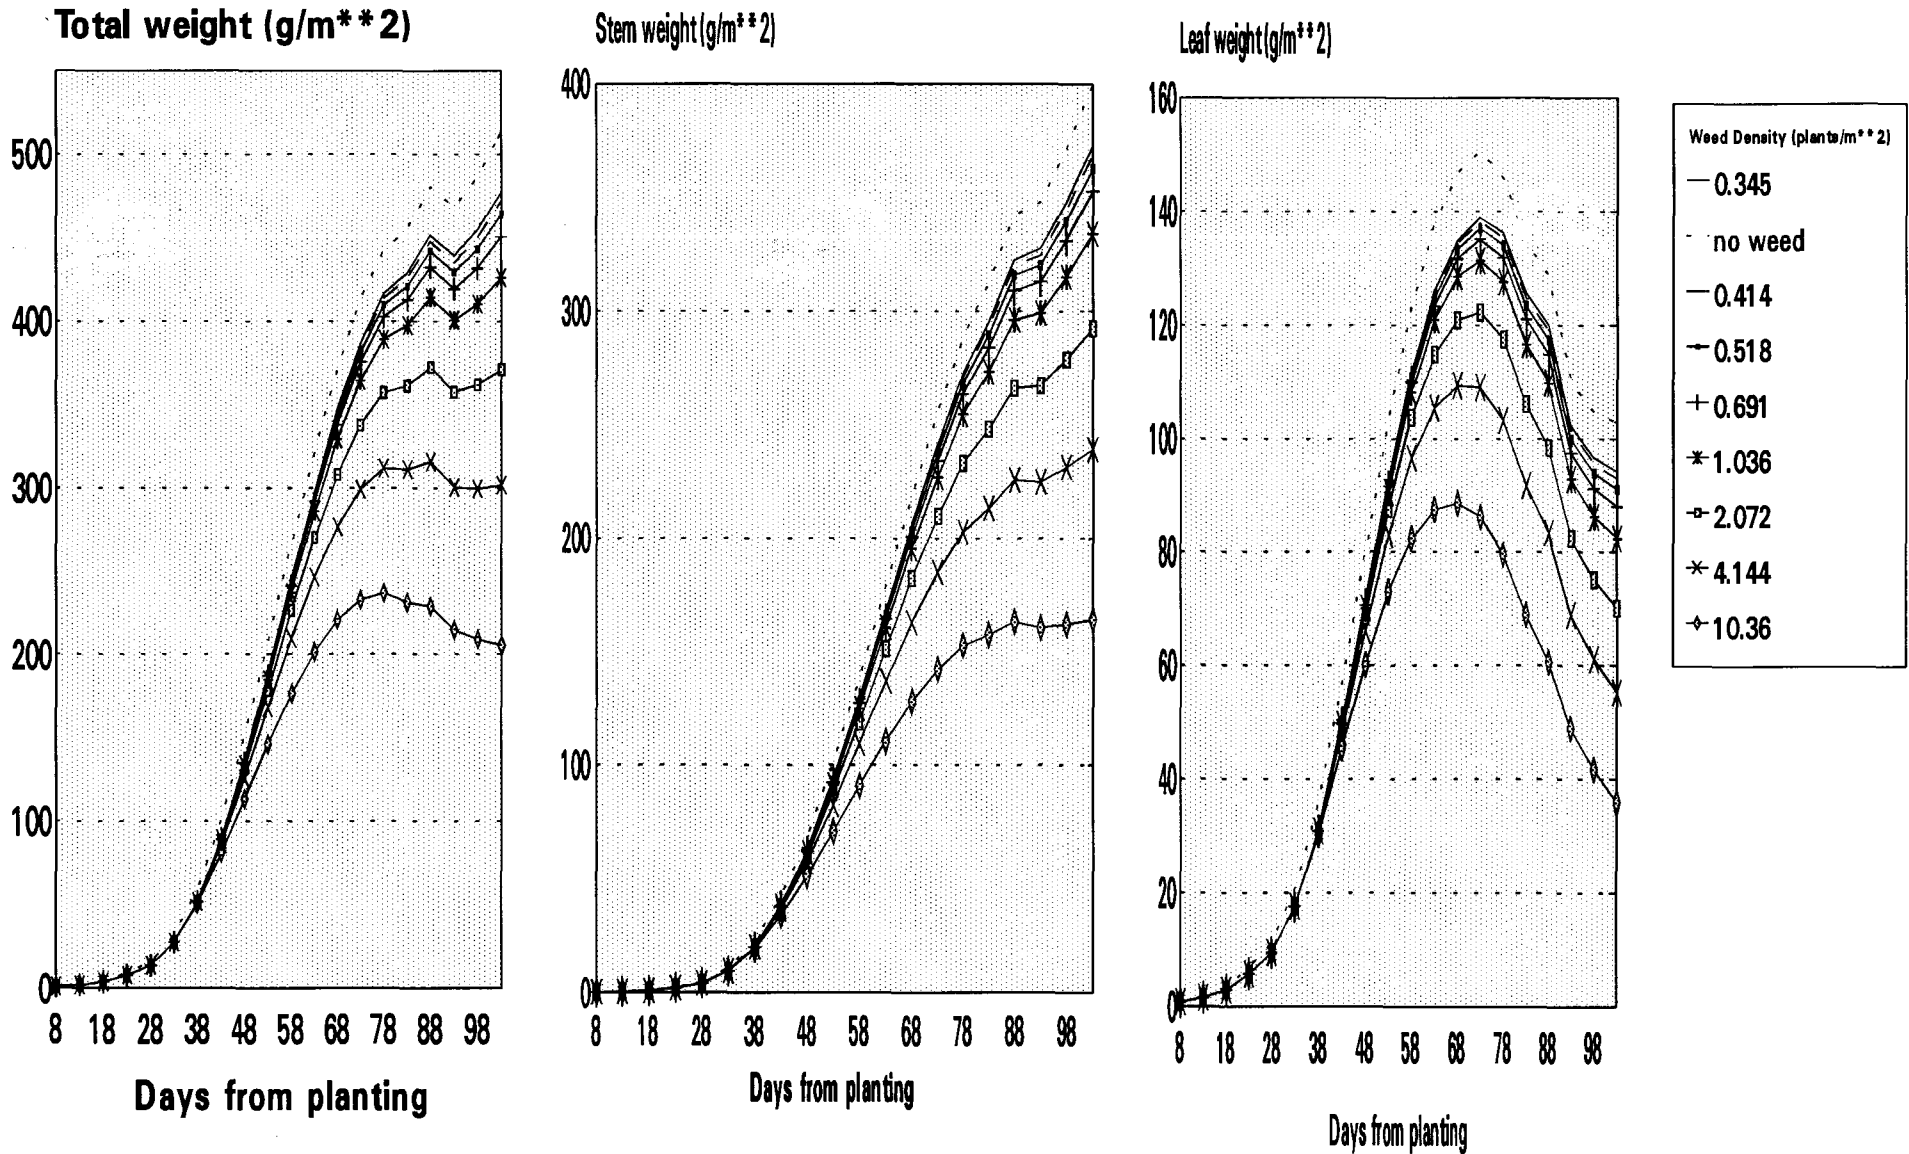 Total weight (g/m**2)
500
400
300
200
100
0
8 18 28 38 48 58 68 78 88 98
Days from planting
Stem weight (g/m**2)
400
300
200
100
0
8 18 28 38 48 58 68 78 88 98
Days from planting
Leaf weight (g/m**2)
160
140
120
100
80
60
40
20
0
8 18 28 38 48 58 68 78 88 98
Days from planting
Weed Density (plants/m**2)
0.345
no weed
0.414
0.518
0.691
1.036
2.072
4.144
10.36